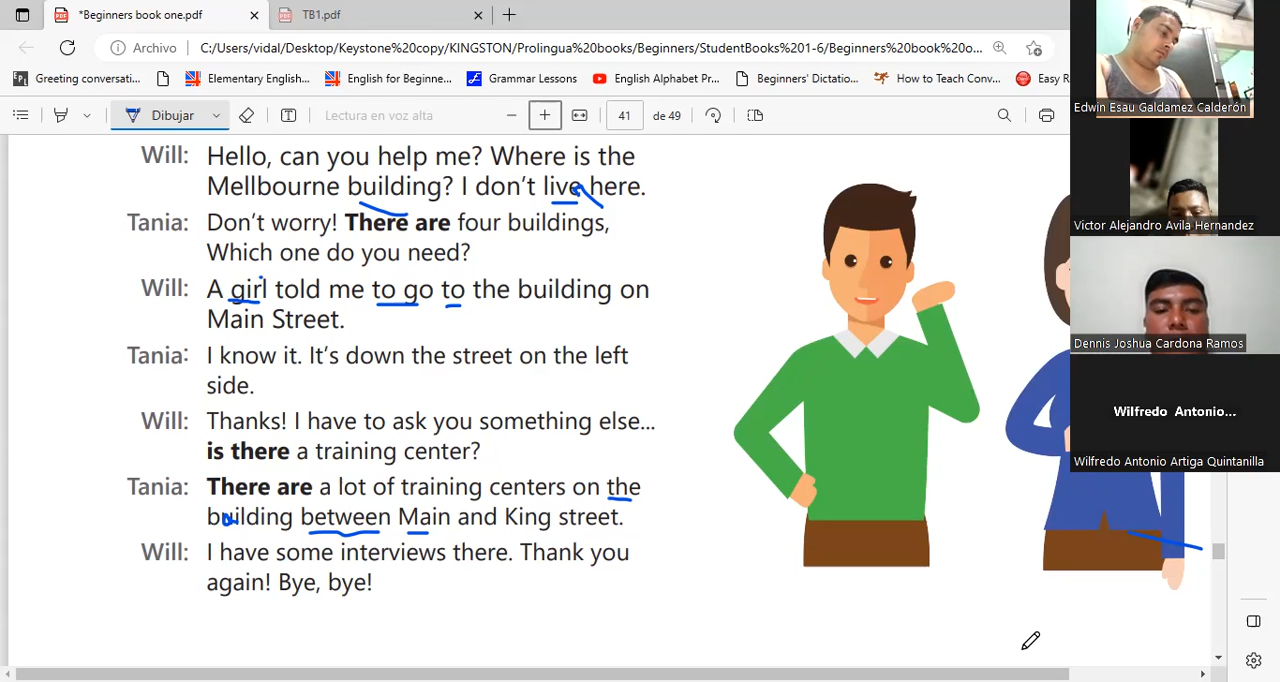 *Beginners book one.pdf
TB1.pdf
Archivo
C:/Users/vidal/Desktop/Keystone%20copy/KINGSTON/Prolingua%20books/Beginners/StudentBooks%201-6/Beginners%20book%20o...
Greeting conversati...
Elementary English...
English for Beginne...
Grammar Lessons
English Alphabet Pr...
Beginners' Dictatio...
How to Teach Conv...
Easy R
Dibujar
Lectura en voz alta
41
de 49
Will: Hello, can you help me? Where is the
Mellbourne building? I don't live here.
Tania: Don't worry! There are four buildings,
Which one do you need?
Will: A girl told me to go to the building on
Main Street.
Tania: I know it. It's down the street on the left
side.
Will: Thanks! I have to ask you something else...
is there a training center?
Tania: There are a lot of training centers on the
building between Main and King street.
Will: I have some interviews there. Thank you
again! Bye, bye!
Edwin Esau Galdamez Calderón
Victor Alejandro Avila Hernandez
Dennis Joshua Cardona Ramos
Wilfredo Antonio...
Wilfredo Antonio Artiga Quintanilla